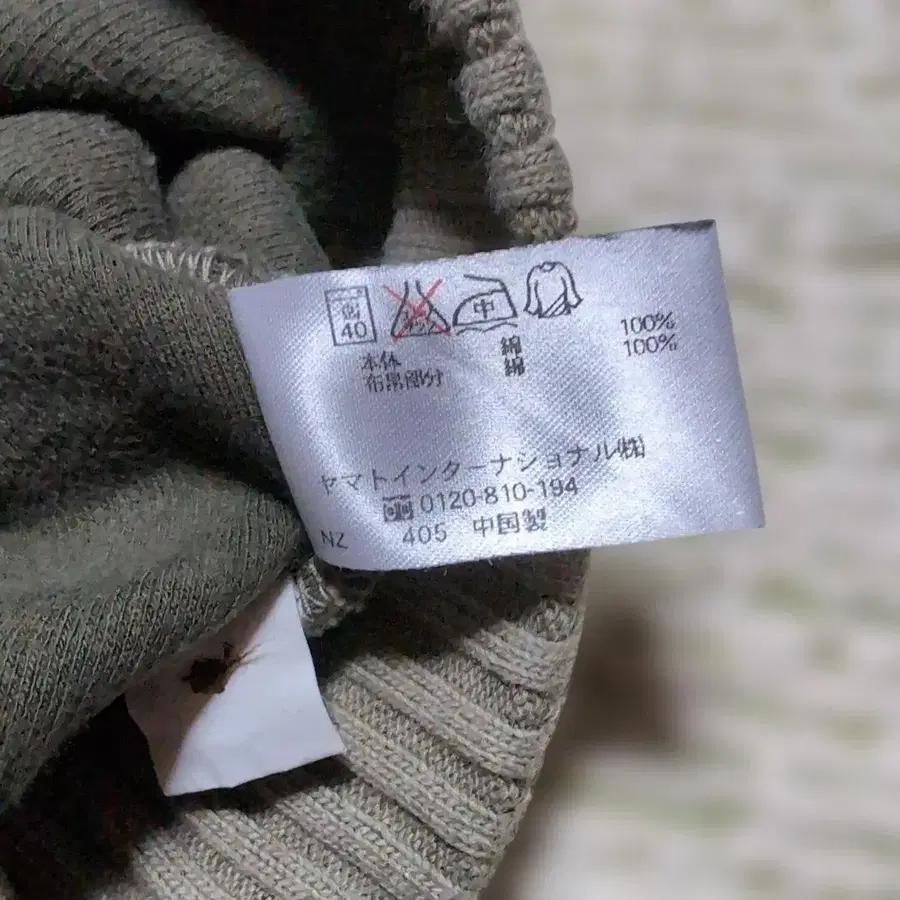 弱
40
中
本体 綿 100%
布帛部分 綿 100%
ヤマトインターナショナル㈱
0120-810-194
NZ 405 中国製